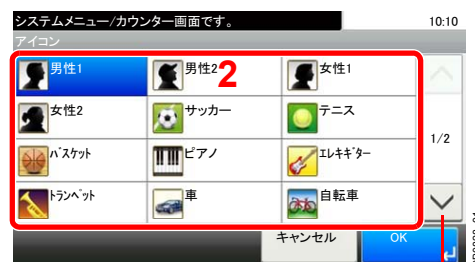 システムメニュー/カウンター画面です。 10:10
アイコン
男性1 男性2 2 女性1
女性2 サッカー テニス
バスケット ピアノ エレキギター
1/2
トランペット 車 自転車
キャンセル OK